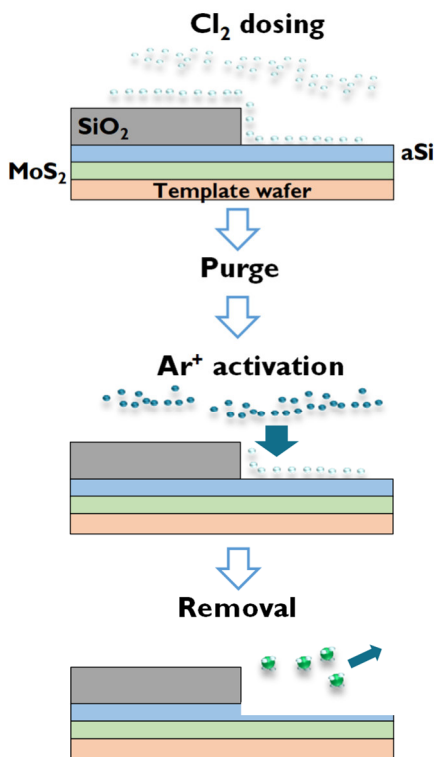 Cl₂ dosing
SiO₂
aSi
MoS₂
Template wafer
Purge
Ar⁺ activation
Removal